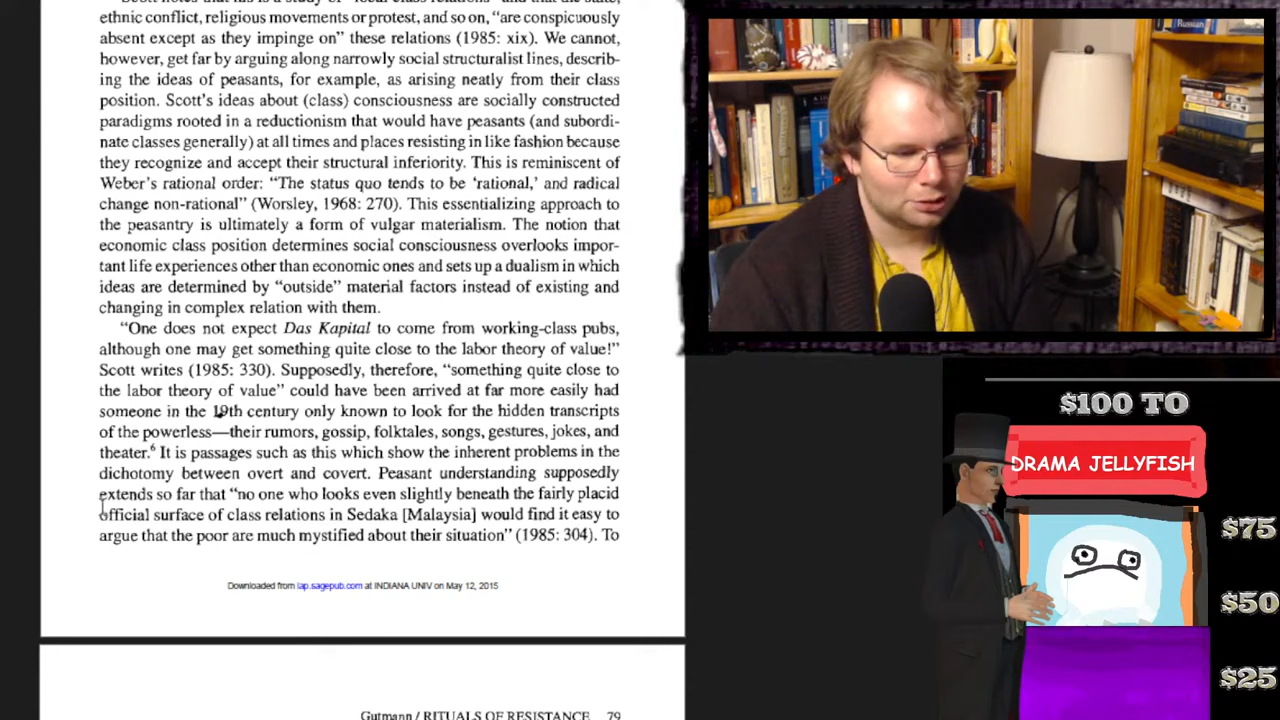 Scott notes that his is a study of "local class relations" and that the state,
ethnic conflict, religious movements or protest, and so on, "are conspicuously
absent except as they impinge on" these relations (1985: xix). We cannot,
however, get far by arguing along narrowly social structuralist lines, describ-
ing the ideas of peasants, for example, as arising neatly from their class
position. Scott's ideas about (class) consciousness are socially constructed
paradigms rooted in a reductionism that would have peasants (and subordi-
nate classes generally) at all times and places resisting in like fashion because
they recognize and accept their structural inferiority. This is reminiscent of
Weber's rational order: "The status quo tends to be 'rational,' and radical
change non-rational" (Worsley, 1968: 270). This essentializing approach to
the peasantry is ultimately a form of vulgar materialism. The notion that
economic class position determines social consciousness overlooks impor-
tant life experiences other than economic ones and sets up a dualism in which
ideas are determined by "outside" material factors instead of existing and
changing in complex relation with them.
"One does not expect Das Kapital to come from working-class pubs,
although one may get something quite close to the labor theory of value!"
Scott writes (1985: 330). Supposedly, therefore, "something quite close to
the labor theory of value" could have been arrived at far more easily had
someone in the 19th century only known to look for the hidden transcripts
of the powerless—their rumors, gossip, folktales, songs, gestures, jokes, and
theater.6 It is passages such as this which show the inherent problems in the
dichotomy between overt and covert. Peasant understanding supposedly
extends so far that "no one who looks even slightly beneath the fairly placid
official surface of class relations in Sedaka [Malaysia] would find it easy to
argue that the poor are much mystified about their situation" (1985: 304). To
Downloaded from lap.sagepub.com at INDIANA UNIV on May 12, 2015
Gutmann / RITUALS OF RESISTANCE 79
Russian
$100 TO
DRAMA JELLYFISH
$75
$50
$25